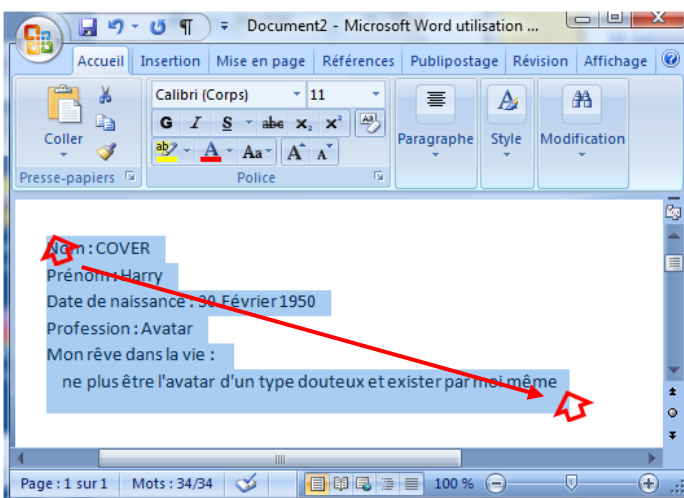 Document2 - Microsoft Word utilisation ...
Accueil Insertion Mise en page Références Publipostage Révision Affichage
Calibri (Corps) 11
G I S abc x₂ x²
Aa
ab A Aa A A
Coller Paragraphe Style Modification
Presse-papiers Police
Nom : COVER
Prénom : Harry
Date de naissance : 30 Février 1950
Profession : Avatar
Mon rêve dans la vie :
ne plus être l'avatar d'un type douteux et exister par moi même
Page : 1 sur 1 Mots : 34/34 100 %